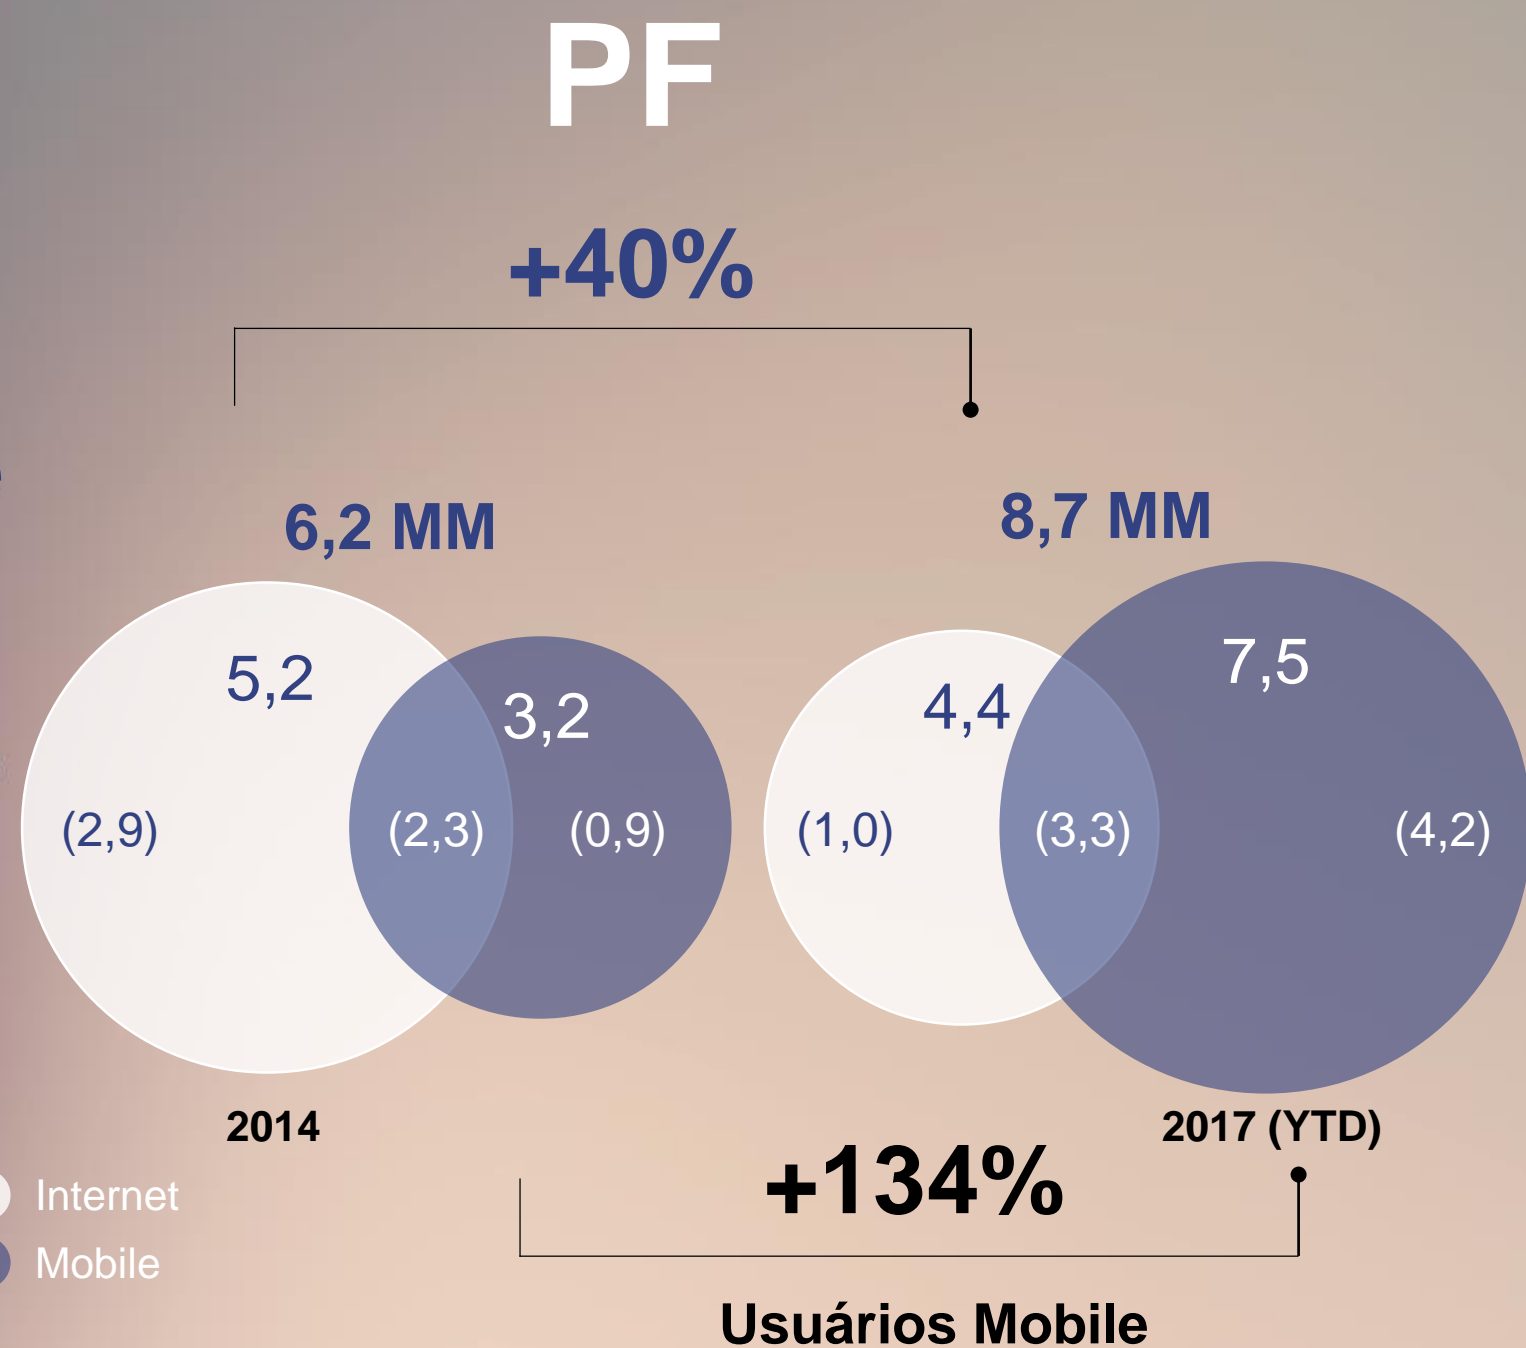 PF
+40%
6,2 MM
8,7 MM
5,2
3,2
4,4
7,5
(2,9)
(2,3)
(0,9)
(1,0)
(3,3)
(4,2)
2014
2017 (YTD)
+134%
Internet
Mobile
Usuários Mobile